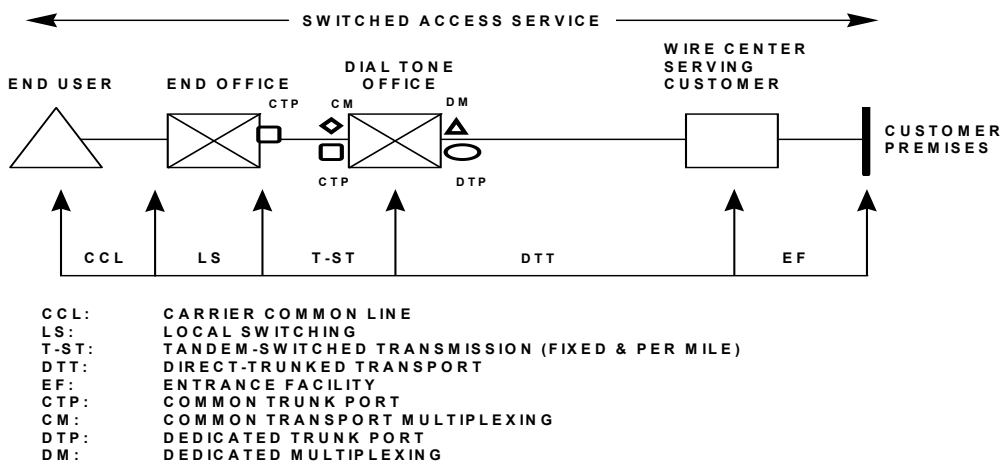 SWITCHED ACCESS SERVICE
WIRE CENTER
SERVING
CUSTOMER
DIAL TONE
OFFICE
END USER
END OFFICE
CTP
CM
DM
CUSTOMER
PREMISES
CTP
DTP
CCL
LS
T-ST
DTT
EF
CCL: CARRIER COMMON LINE
LS: LOCAL SWITCHING
T-ST: TANDEM-SWITCHED TRANSMISSION (FIXED & PER MILE)
DTT: DIRECT-TRUNKED TRANSPORT
EF: ENTRANCE FACILITY
CTP: COMMON TRUNK PORT
CM: COMMON TRANSPORT MULTIPLEXING
DTP: DEDICATED TRUNK PORT
DM: DEDICATED MULTIPLEXING